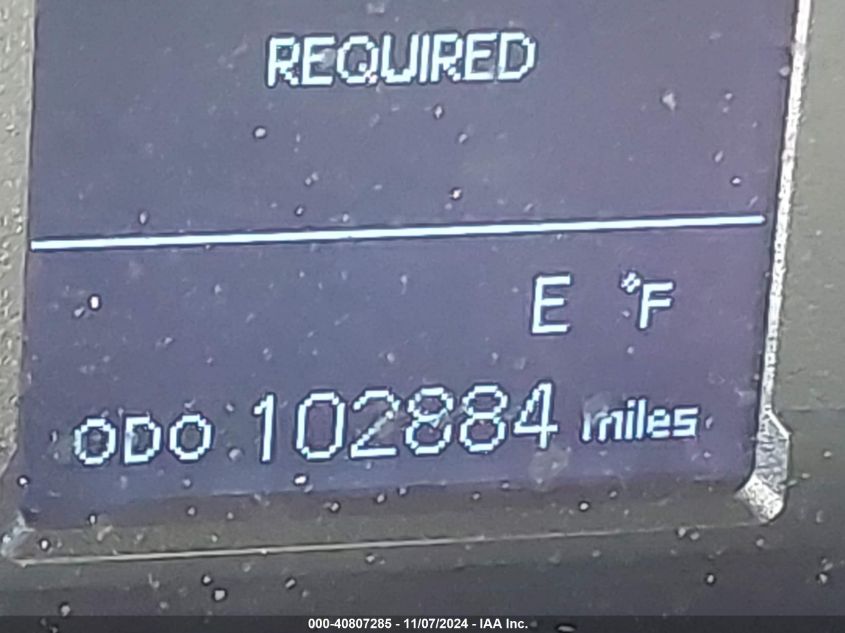 REQUIRED
E °F
ODO 102884 miles
000-40807285 - 11/07/2024 - IAA Inc.